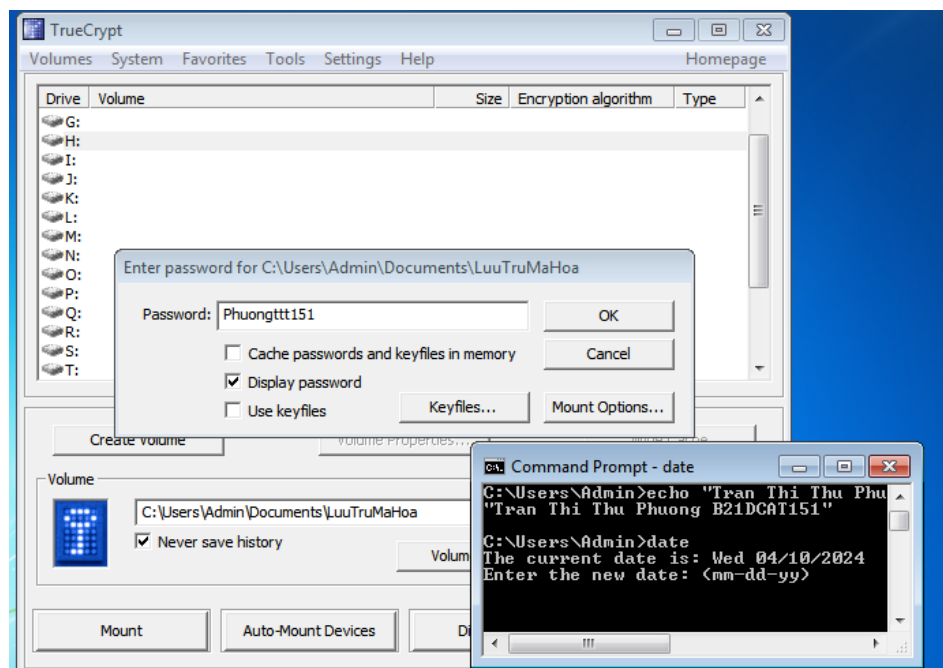 TrueCrypt
Volumes System Favorites Tools Settings Help Homepage
Drive Volume Size Encryption algorithm Type
G:
H:
I:
J:
K:
L:
M:
N:
O:
P:
Q:
R:
S:
T:
Enter password for C:\Users\Admin\Documents\LuuTruMaHoa
Password: Phuongttt151 OK
Cache passwords and keyfiles in memory Cancel
Display password
Use keyfiles Keyfiles... Mount Options...
Create Volume Volume Properties...
Volume
C:\Users\Admin\Documents\LuuTruMaHoa
Never save history
Volum
Mount Auto-Mount Devices Di
C:\. Command Prompt - date
C:\Users\Admin>echo "Tran Thi Thu Phu
"Tran Thi Thu Phuong B21DCAT151"
C:\Users\Admin>date
The current date is: Wed 04/10/2024
Enter the new date: (mm-dd-yy)